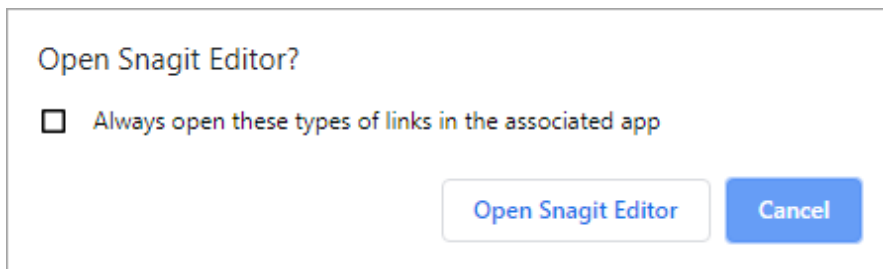 Open Snagit Editor?
Always open these types of links in the associated app
Open Snagit Editor Cancel